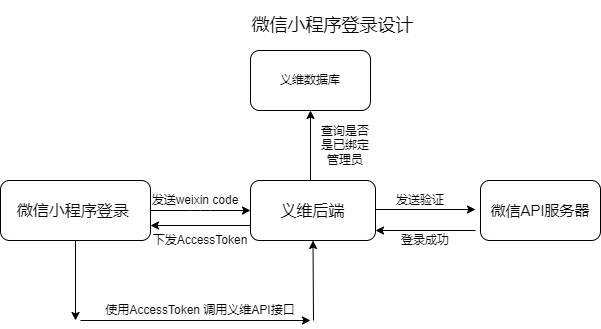 微信小程序登录设计
义维数据库
查询是否
是已绑定
管理员
微信小程序登录
发送weixin code
下发AccessToken
义维后端
发送验证
登录成功
微信API服务器
使用AccessToken 调用义维API接口